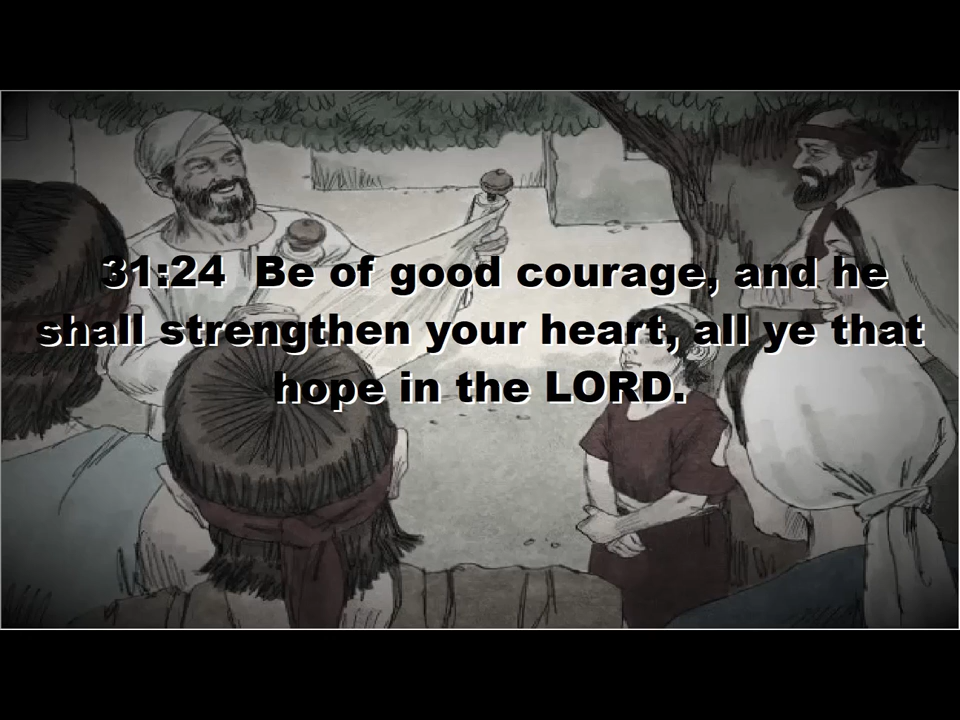 31:24 Be of good courage, and he
shall strengthen your heart, all ye that
hope in the LORD.